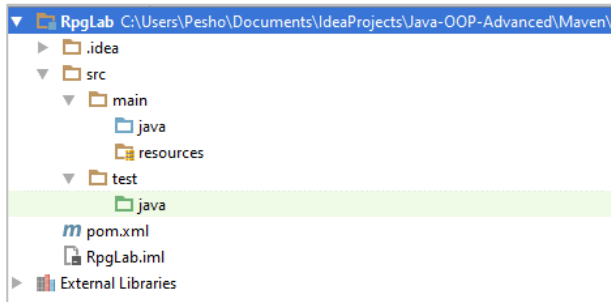 RpgLab C:\Users\Pesho\Documents\IdeaProjects\Java-OOP-Advanced\Maven\
.idea
src
main
java
resources
test
java
m pom.xml
RpgLab.iml
External Libraries